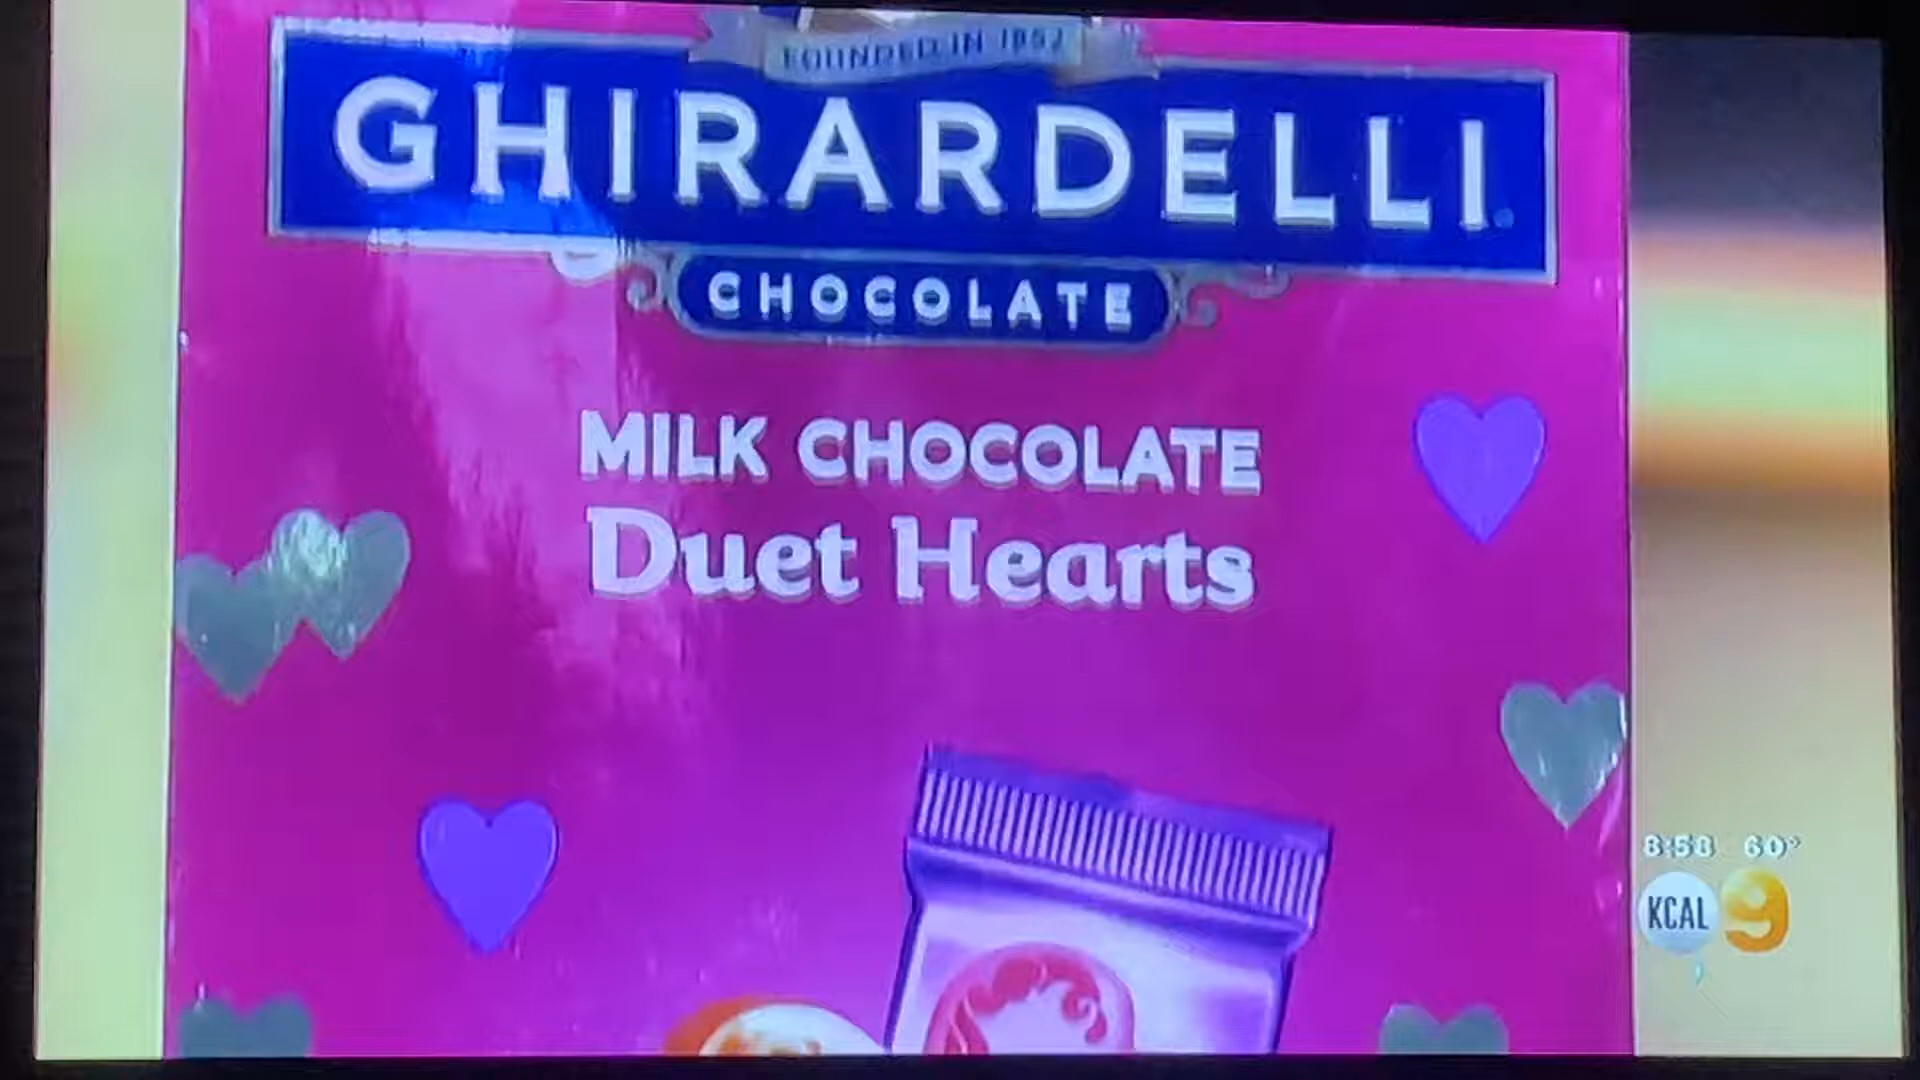 FOUNDED IN 1852
GHIRARDELLI®
CHOCOLATE
MILK CHOCOLATE
Duet Hearts
8:58 60°
KCAL 9